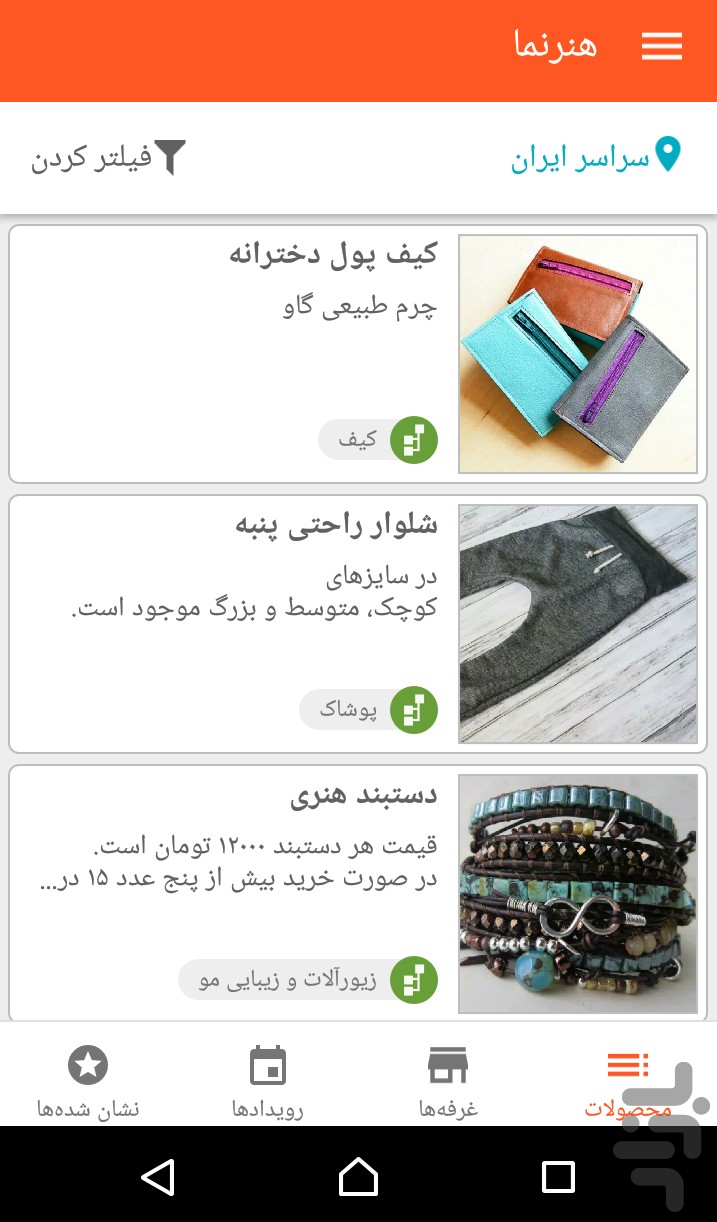 هنرنما
سراسر ایران
فیلتر کردن
کیف پول دخترانه
چرم طبیعی گاو
کیف
شلوار راحتی پنبه
در سایزهای
کوچک، متوسط و بزرگ موجود است.
پوشاک
دستبند هنری
قیمت هر دستبند ۱۲۰۰۰ تومان است.
در صورت خرید بیش از پنج عدد ۱۵ در...
زیورآلات و زیبایی مو
محصولات
غرفه‌ها
رویدادها
نشان شده‌ها